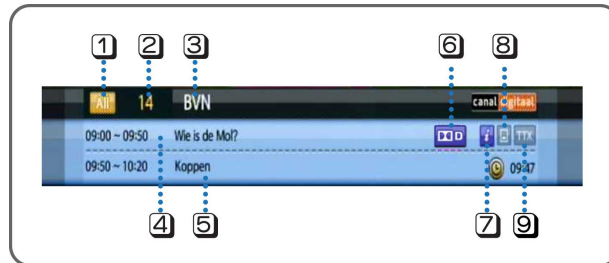 1 2 3 6 8
All 14 BVN canal digitaal
09:00 ~ 09:50 Wie is de Mol? DD D i TTX
09:50 ~ 10:20 Koppen 09:47
4 5 7 9